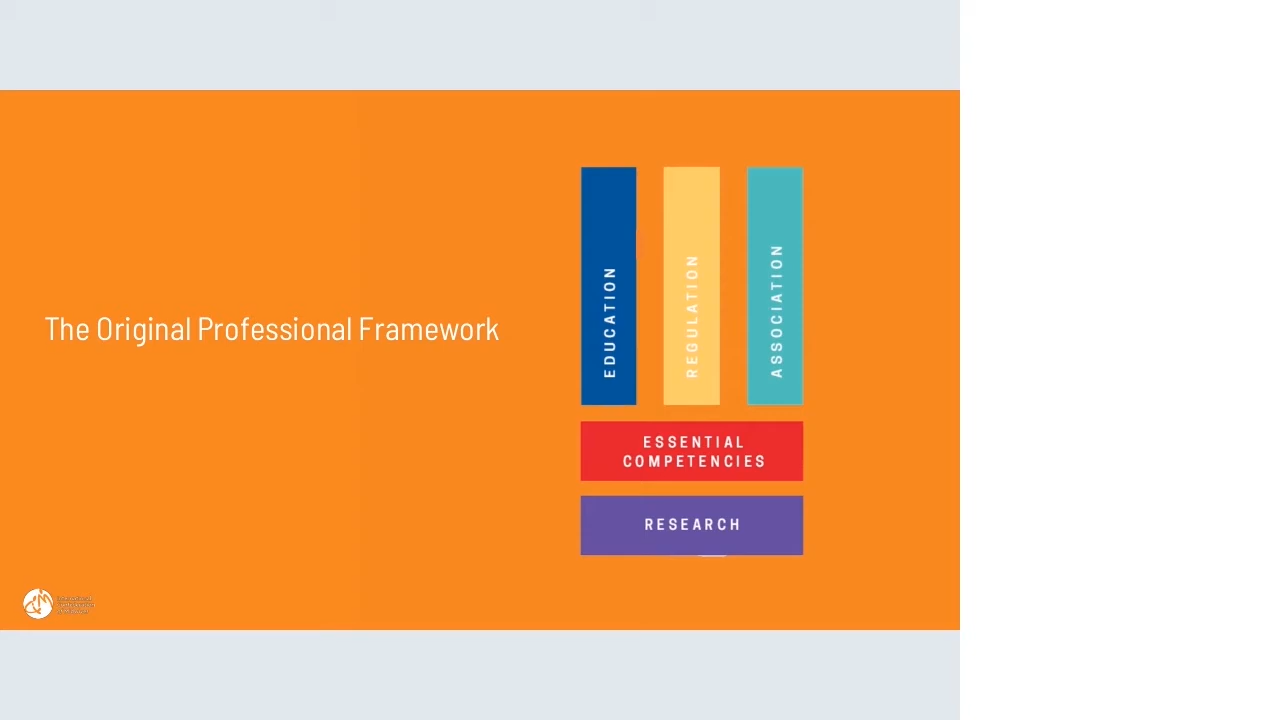 The Original Professional Framework
EDUCATION
REGULATION
ASSOCIATION
ESSENTIAL
COMPETENCIES
RESEARCH